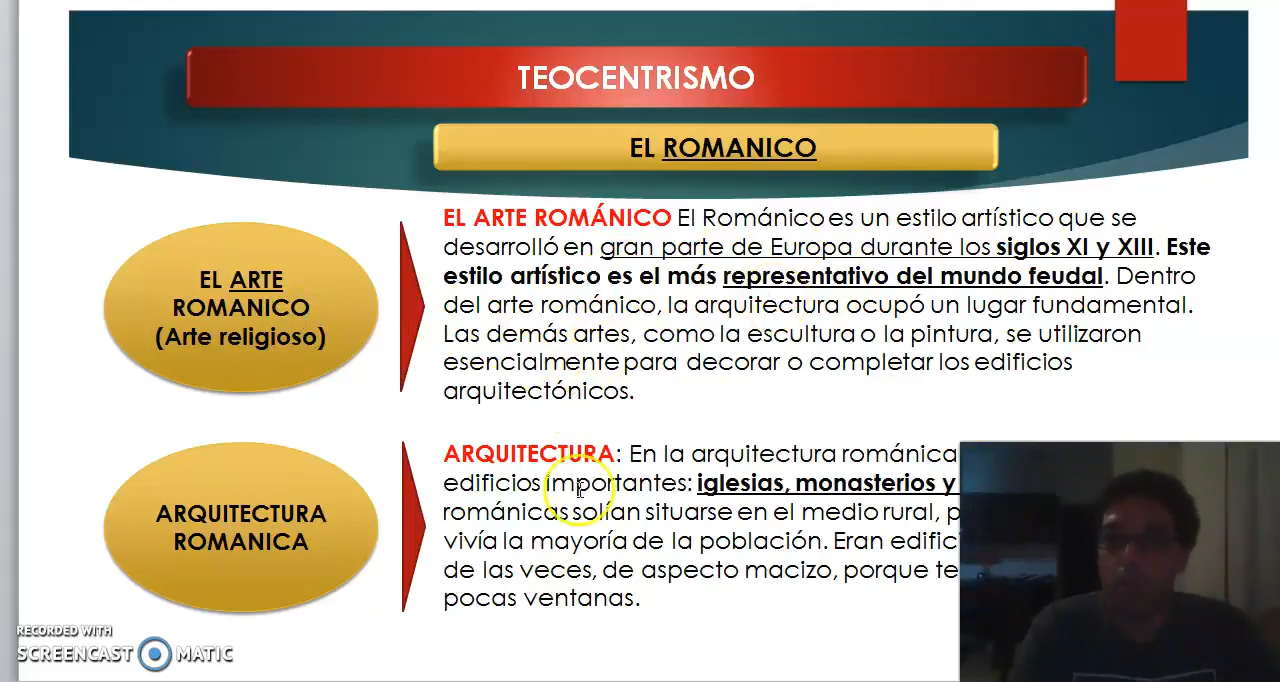 TEOCENTRISMO
EL ROMANICO
EL ARTE
ROMANICO
(Arte religioso)
EL ARTE ROMÁNICO El Románico es un estilo artístico que se
desarrolló en gran parte de Europa durante los siglos XI y XIII. Este
estilo artístico es el más representativo del mundo feudal. Dentro
del arte románico, la arquitectura ocupó un lugar fundamental.
Las demás artes, como la escultura o la pintura, se utilizaron
esencialmente para decorar o completar los edificios
arquitectónicos.
ARQUITECTURA
ROMANICA
ARQUITECTURA: En la arquitectura románica
edificios importantes: iglesias, monasterios y
románicas solían situarse en el medio rural, p
vivía la mayoría de la población. Eran edifici
de las veces, de aspecto macizo, porque te
pocas ventanas.
RECORDED WITH
SCREENCAST MATIC